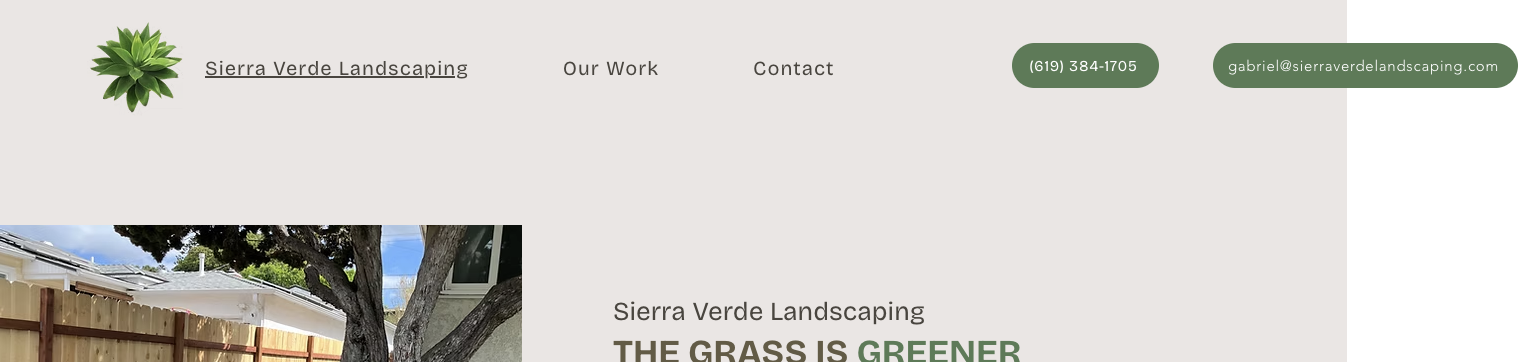 Sierra Verde Landscaping
Our Work
Contact
(619) 384-1705
gabriel@sierraverdelandscaping.com
Sierra Verde Landscaping
THE GRASS IS GREENER